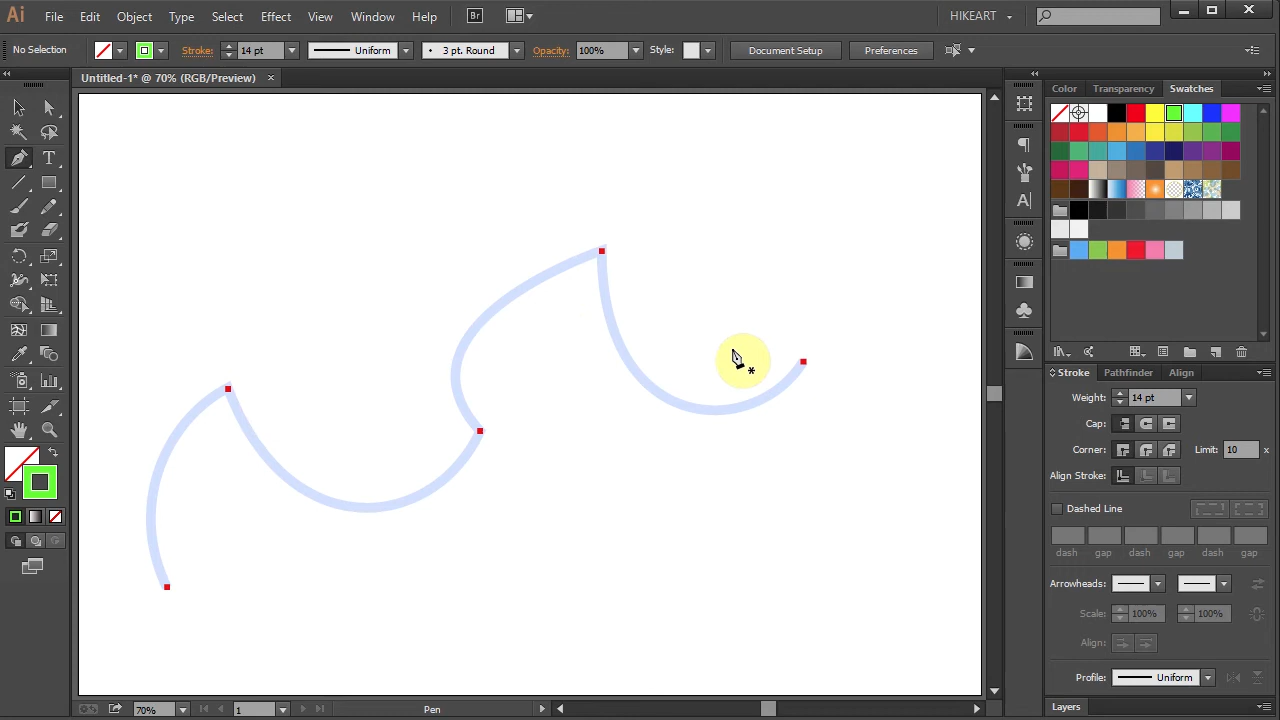 Ai File Edit Object Type Select Effect View Window Help Br HIKEART
No Selection Stroke: 14 pt Uniform 3 pt. Round Opacity: 100% Style: Document Setup Preferences
Untitled-1* @ 70% (RGB/Preview) ×
Color Transparency Swatches
Stroke Pathfinder Align
Weight: 14 pt
Cap:
Corner: Limit: 10 x
Align Stroke:
Dashed Line
dash gap dash gap dash gap
Arrowheads:
Scale: 100% 100%
Align:
Profile: Uniform
Layers
70% 1 Pen